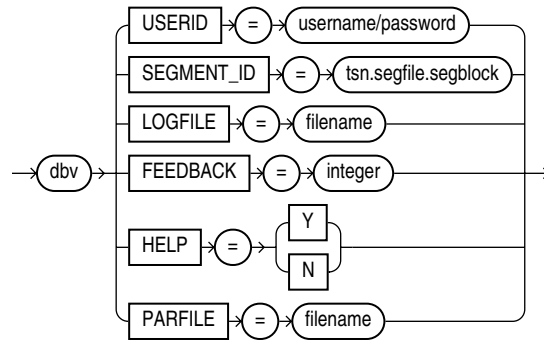 USERID = username/password
SEGMENT_ID = tsn.segfile.segblock
LOGFILE = filename
dbv FEEDBACK = integer
HELP = Y
N
PARFILE = filename